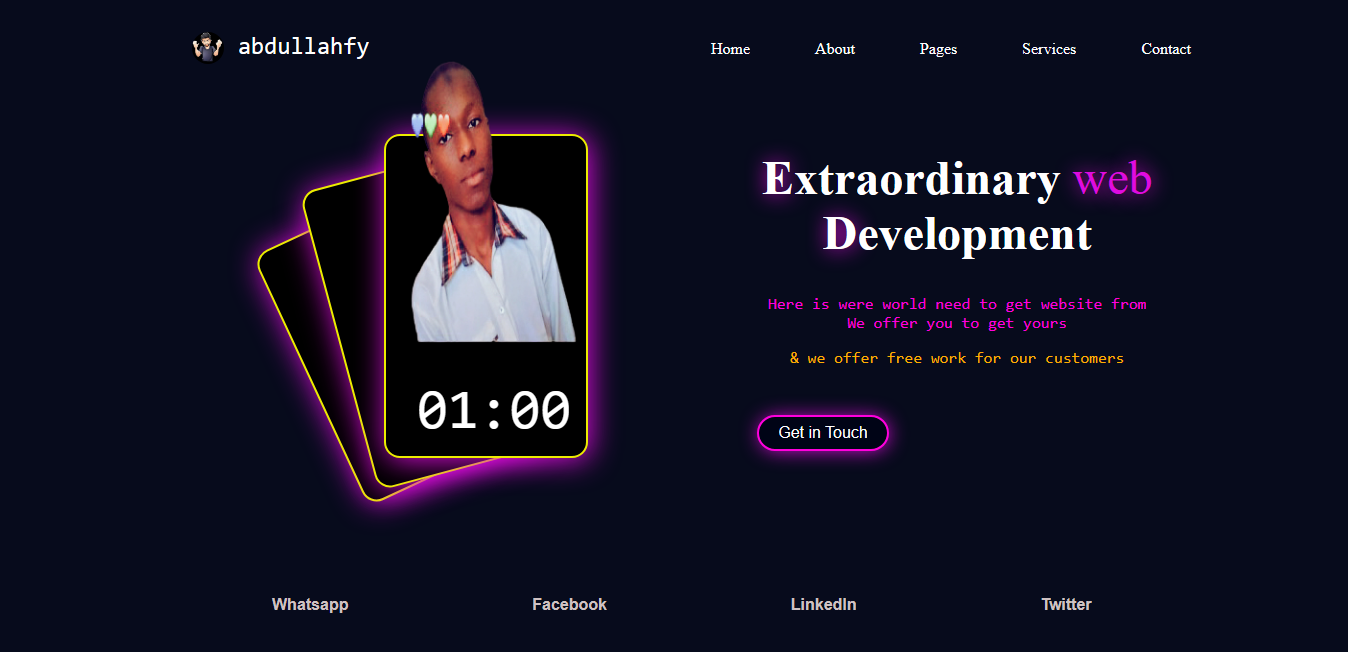 abdullahfy
Home About Pages Services Contact
Extraordinary web
Development
Here is were world need to get website from
We offer you to get yours
& we offer free work for our customers
01:00
Get in Touch
Whatsapp Facebook LinkedIn Twitter